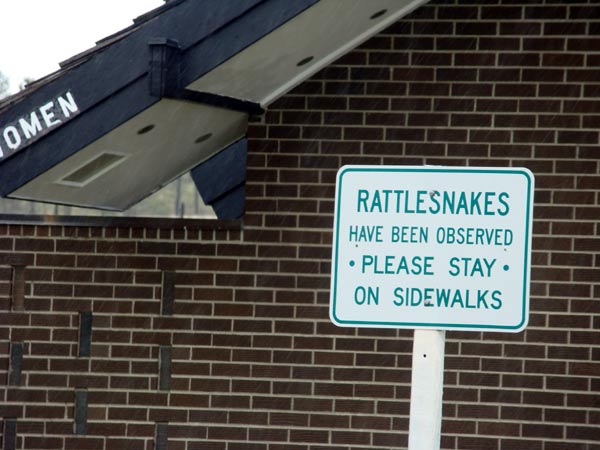 OMEN
RATTLESNAKES
HAVE BEEN OBSERVED
• PLEASE STAY •
ON SIDEWALKS